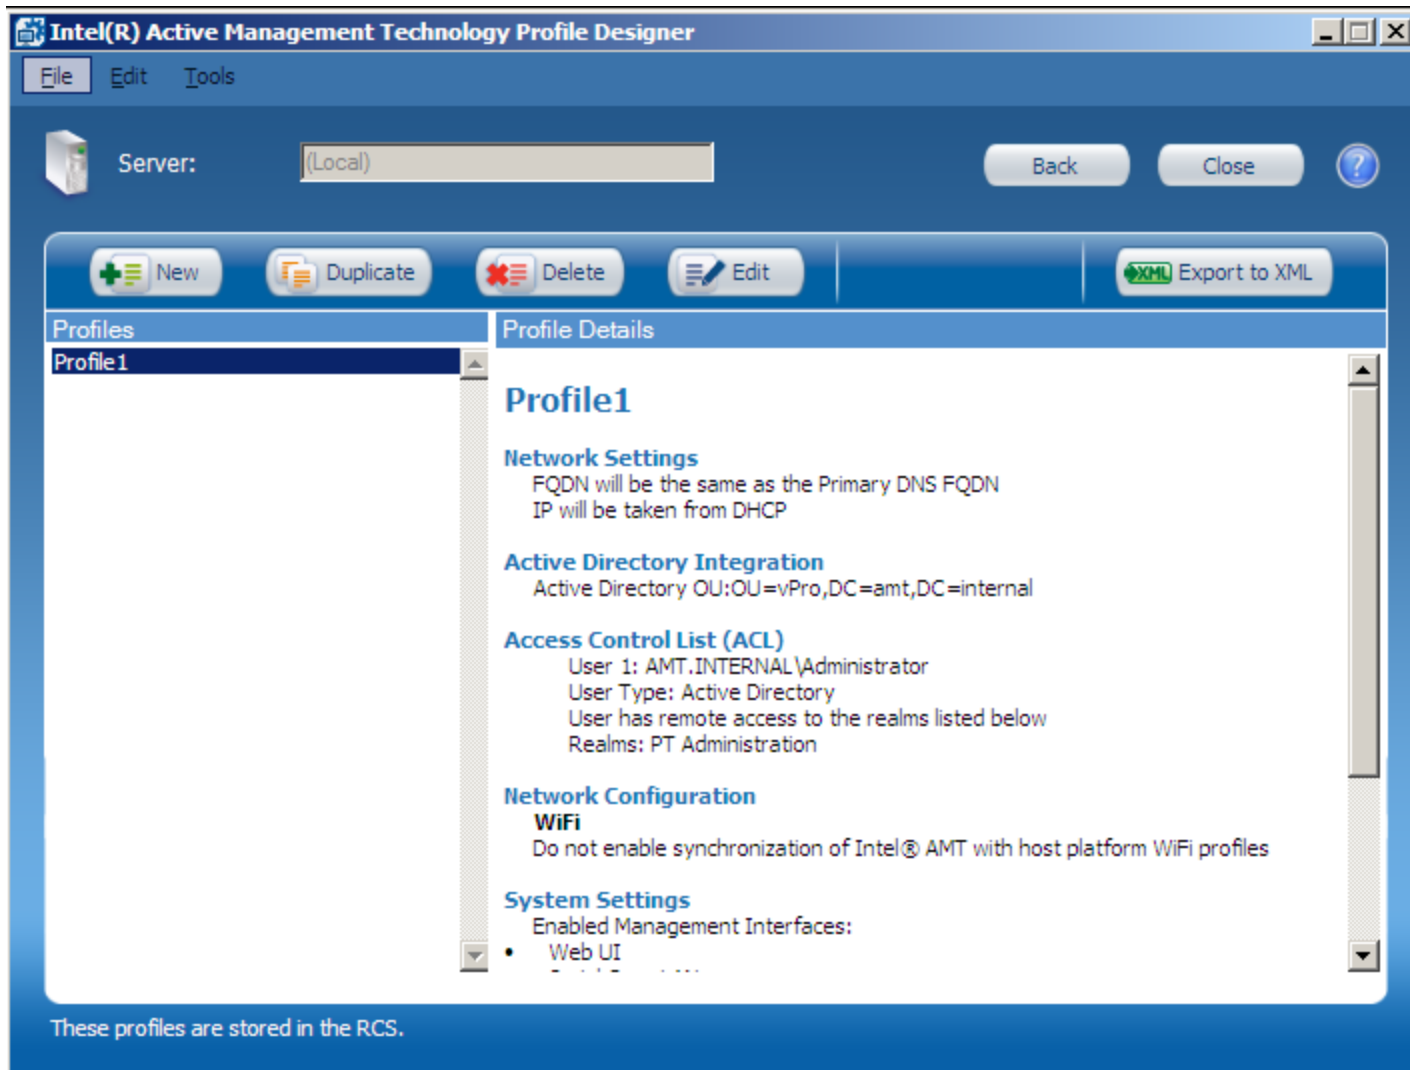 Intel(R) Active Management Technology Profile Designer
File Edit Tools
Server: (Local) Back Close ?
New Duplicate Delete Edit XML Export to XML
Profiles
Profile1
Profile Details
Profile1
Network Settings
FQDN will be the same as the Primary DNS FQDN
IP will be taken from DHCP
Active Directory Integration
Active Directory OU:OU=vPro,DC=amt,DC=internal
Access Control List (ACL)
User 1: AMT.INTERNAL\Administrator
User Type: Active Directory
User has remote access to the realms listed below
Realms: PT Administration
Network Configuration
WiFi
Do not enable synchronization of Intel® AMT with host platform WiFi profiles
System Settings
Enabled Management Interfaces:
• Web UI
These profiles are stored in the RCS.